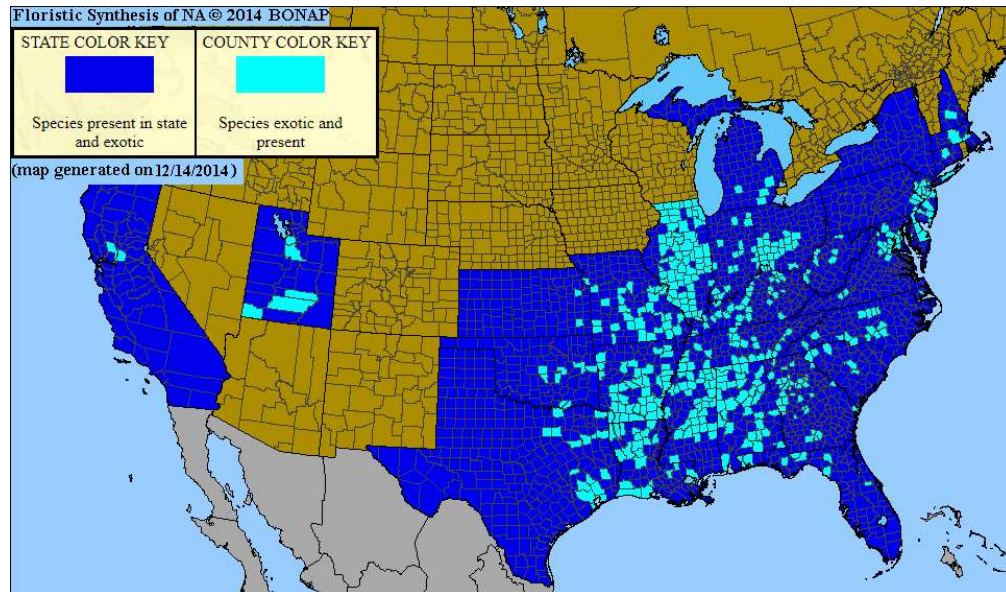 Floristic Synthesis of NA © 2014 BONAP
STATE COLOR KEY
Species present in state
and exotic
COUNTY COLOR KEY
Species exotic and
present
(map generated on 12/14/2014)